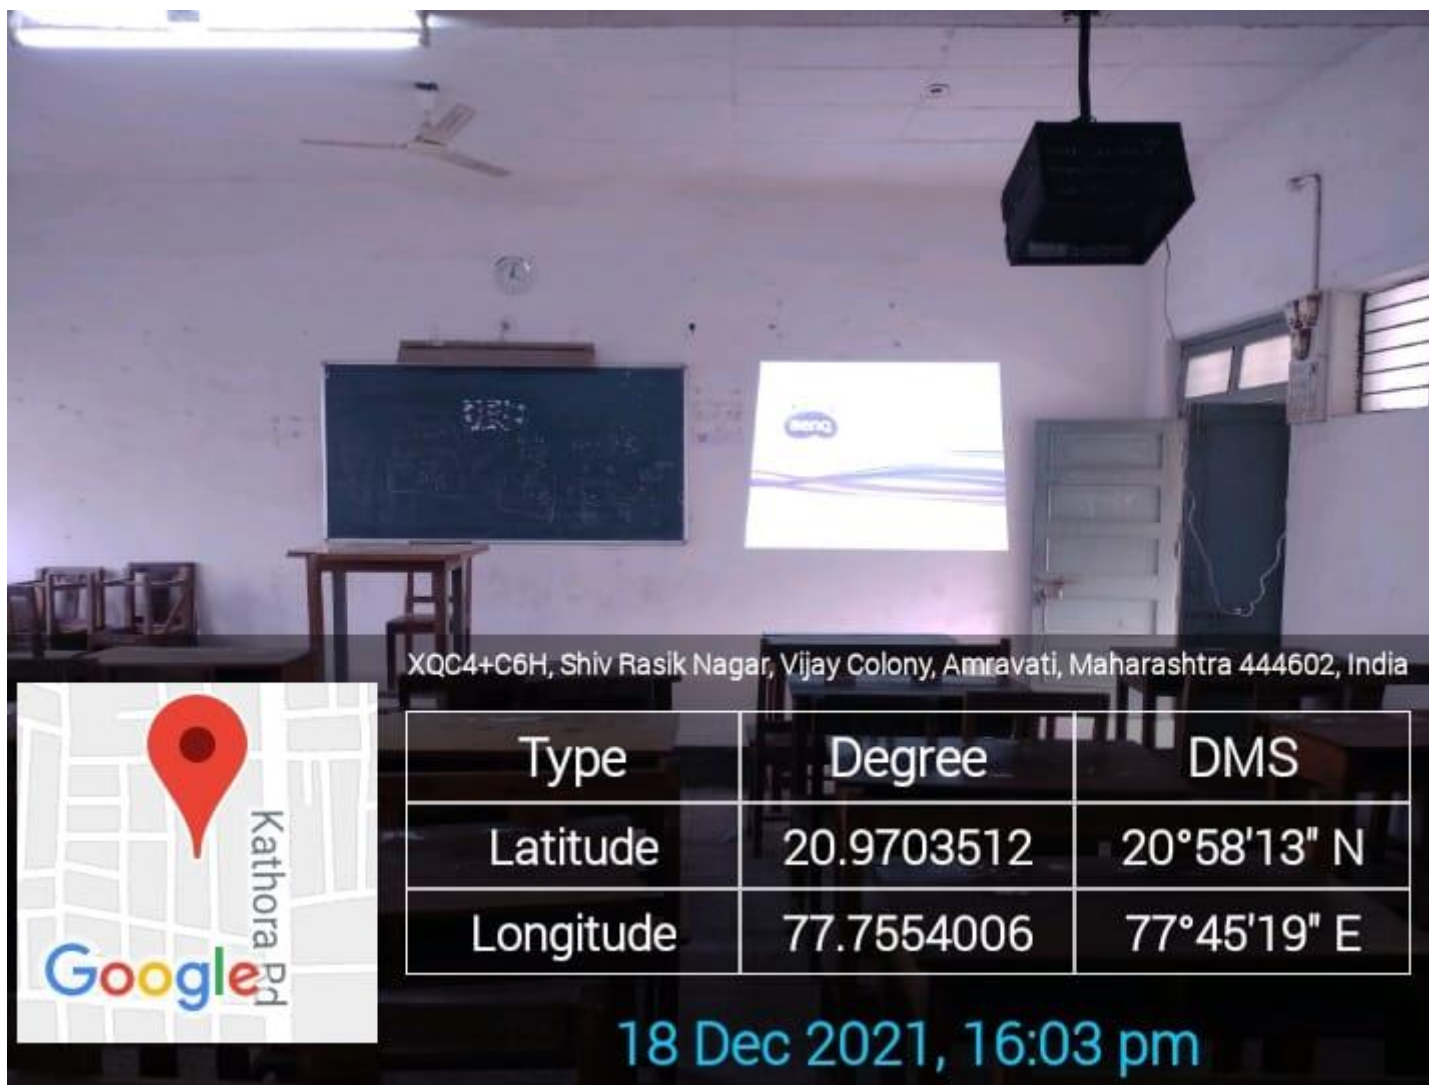 BenQ
XQC4+C6H, Shiv Rasik Nagar, Vijay Colony, Amravati, Maharashtra 444602, India
Type Degree DMS
Latitude 20.9703512 20°58'13" N
Longitude 77.7554006 77°45'19" E
Kathora Rd
Google
18 Dec 2021, 16:03 pm